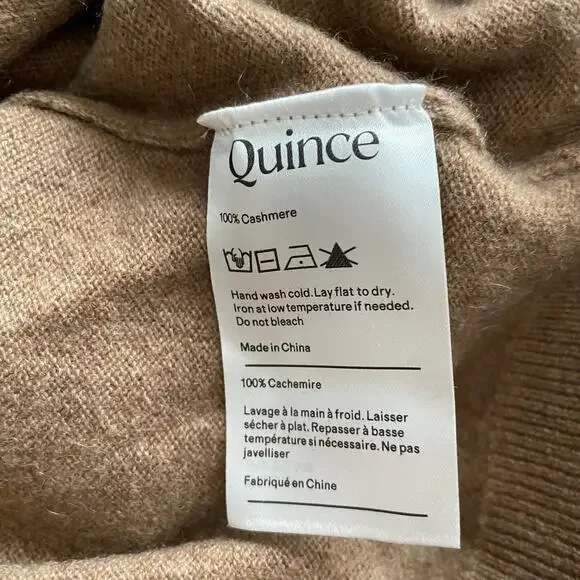 Quince
100% Cashmere
Hand wash cold. Lay flat to dry.
Iron at low temperature if needed.
Do not bleach
Made in China
100% Cachemire
Lavage à la main à froid. Laisser
sécher à plat. Repasser à basse
température si nécessaire. Ne pas
javelliser
Fabriqué en Chine